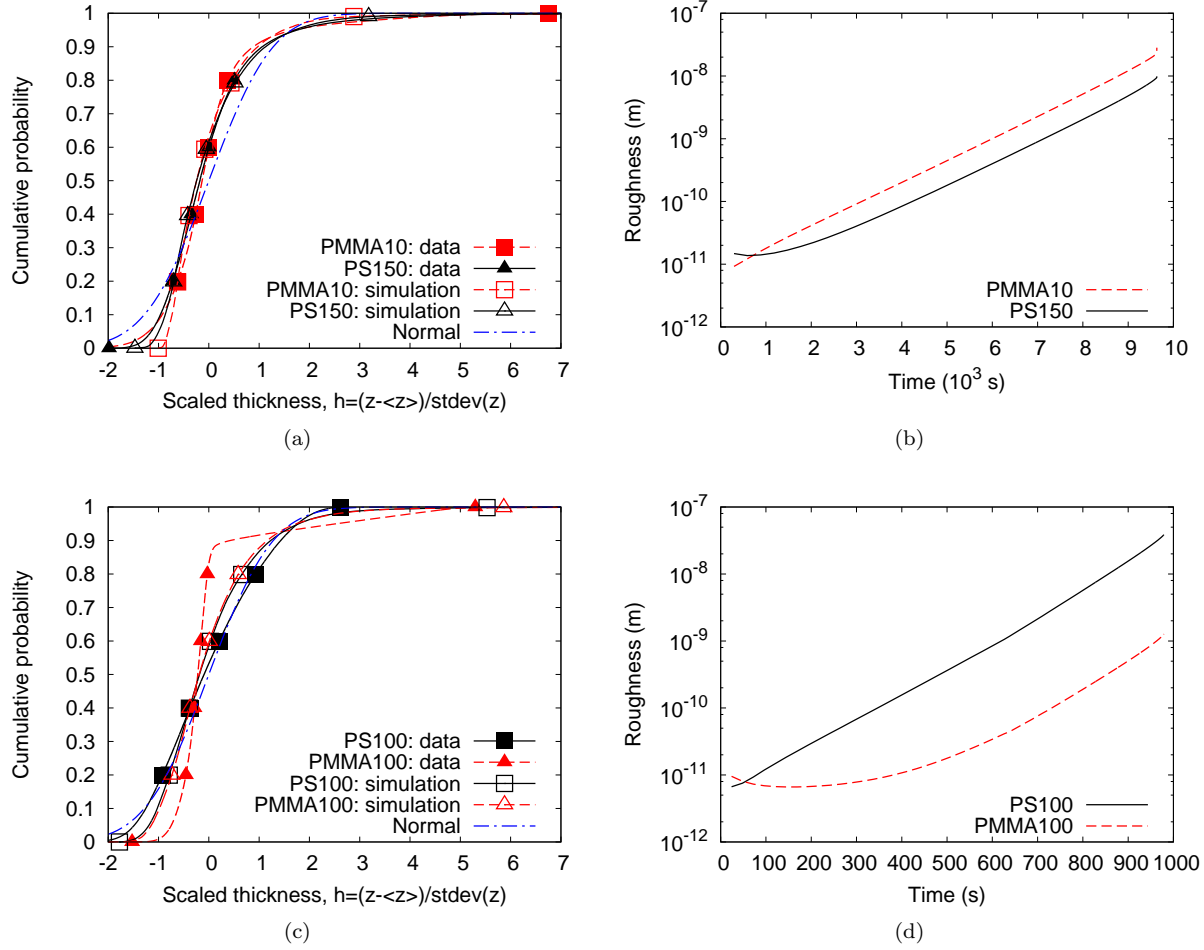 1
0.9
0.8
0.7
0.6
0.5
0.4
0.3
0.2
0.1
0
Cumulative probability
PMMA10: data
PS150: data
PMMA10: simulation
PS150: simulation
Normal
-2 -1 0 1 2 3 4 5 6 7
Scaled thickness, h=(z-<z>)/stdev(z)
(a)
10^-7
10^-8
10^-9
10^-10
10^-11
10^-12
Roughness (m)
PMMA10
PS150
0 1 2 3 4 5 6 7 8 9 10
Time (10^3 s)
(b)
1
0.9
0.8
0.7
0.6
0.5
0.4
0.3
0.2
0.1
0
Cumulative probability
PS100: data
PMMA100: data
PS100: simulation
PMMA100: simulation
Normal
-2 -1 0 1 2 3 4 5 6 7
Scaled thickness, h=(z-<z>)/stdev(z)
(c)
10^-7
10^-8
10^-9
10^-10
10^-11
10^-12
Roughness (m)
PS100
PMMA100
0 100 200 300 400 500 600 700 800 900 1000
Time (s)
(d)